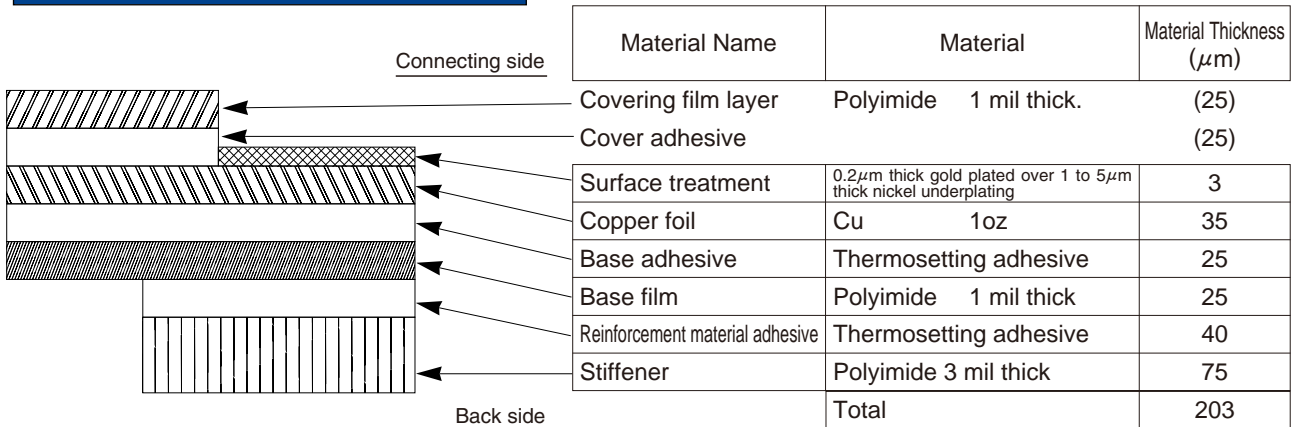 Connecting side
Material Name Material Material Thickness
(μm)
Covering film layer Polyimide 1 mil thick. (25)
Cover adhesive (25)
Surface treatment 0.2μm thick gold plated over 1 to 5μm
thick nickel underplating 3
Copper foil Cu 1oz 35
Base adhesive Thermosetting adhesive 25
Base film Polyimide 1 mil thick 25
Reinforcement material adhesive Thermosetting adhesive 40
Stiffener Polyimide 3 mil thick 75
Back side Total 203